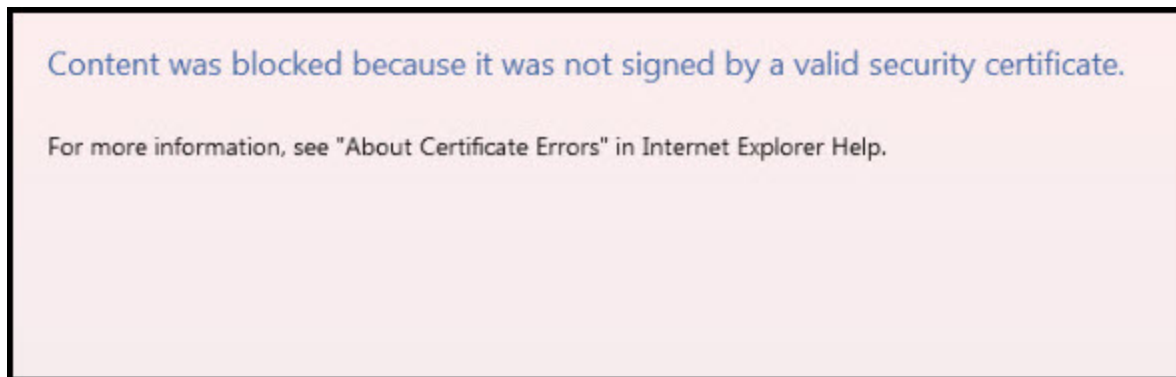 Content was blocked because it was not signed by a valid security certificate.
For more information, see "About Certificate Errors" in Internet Explorer Help.